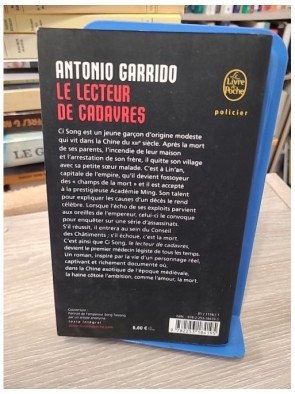 Le Livre
de
Poche
ANTONIO GARRIDO
LE LECTEUR
DE CADAVRES
policier
Ci Song est un jeune garçon d'origine modeste
qui vit dans la Chine du XIIIe siècle. Après la mort
de ses parents, l'incendie de leur maison
et l'arrestation de son frère, il quitte son village
avec sa petite sœur malade. C'est à Lin'an,
capitale de l'empire, qu'il devient fossoyeur
des « champs de la mort » et il est accepté
à la prestigieuse Académie Ming. Son talent
pour expliquer les causes d'un décès le rend
célèbre. Lorsque l'écho de ses exploits parvient
aux oreilles de l'empereur, celui-ci le convoque
pour enquêter sur une série d'assassinats.
S'il réussit, il entrera au sein du Conseil
des Châtiments ; s'il échoue, c'est la mort.
C'est ainsi que Ci Song, le lecteur de cadavres,
devient le premier médecin légiste de tous les temps.
Un roman, inspiré par la vie d'un personnage réel,
captivant et richement documenté où,
dans la Chine exotique de l'époque médiévale,
la haine côtoie l'ambition, comme l'amour, la mort.
Couverture :
texte intégral
8,60 €